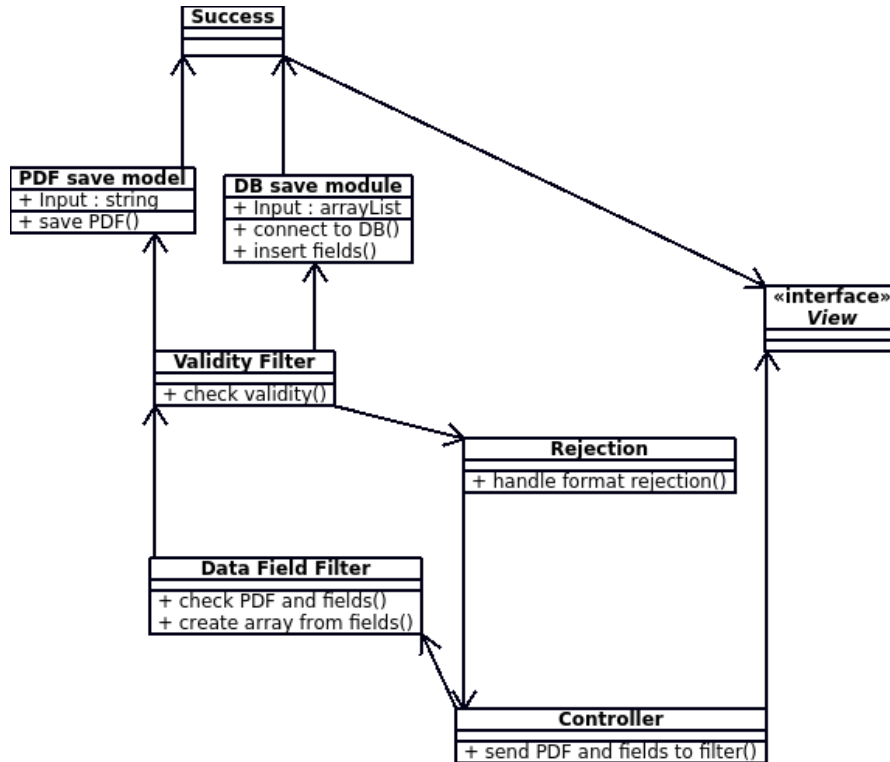 Success
PDF save model
+ Input : string
+ save PDF()
DB save module
+ Input : arrayList
+ connect to DB()
+ insert fields()
«interface»
View
Validity Filter
+ check validity()
Rejection
+ handle format rejection()
Data Field Filter
+ check PDF and fields()
+ create array from fields()
Controller
+ send PDF and fields to filter()